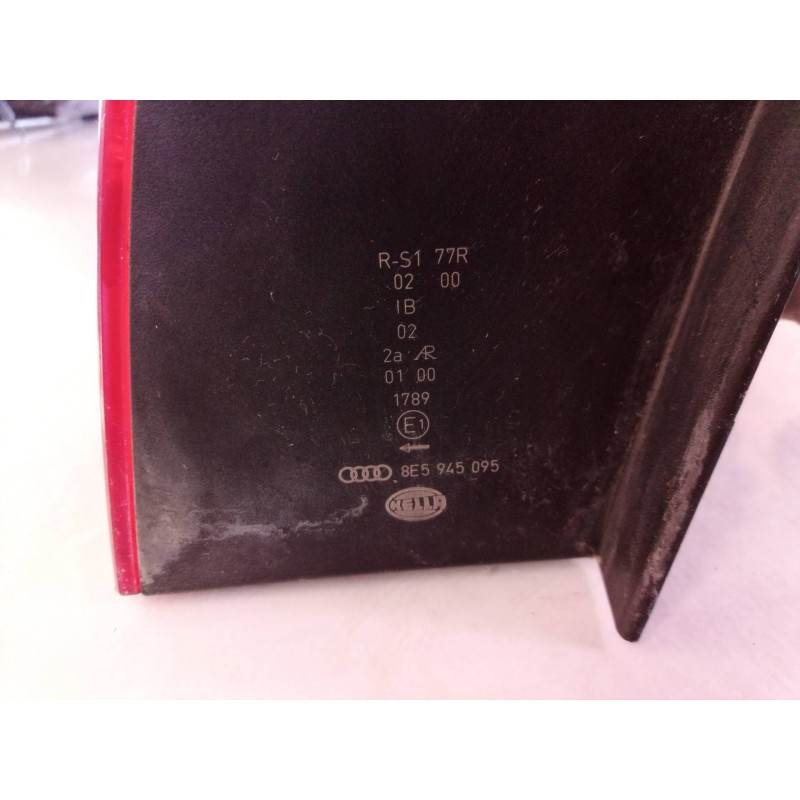 R-S1 77R
02 00
IB
02
2a AR
01 00
1789
E1
8E5 945 095
HELLA